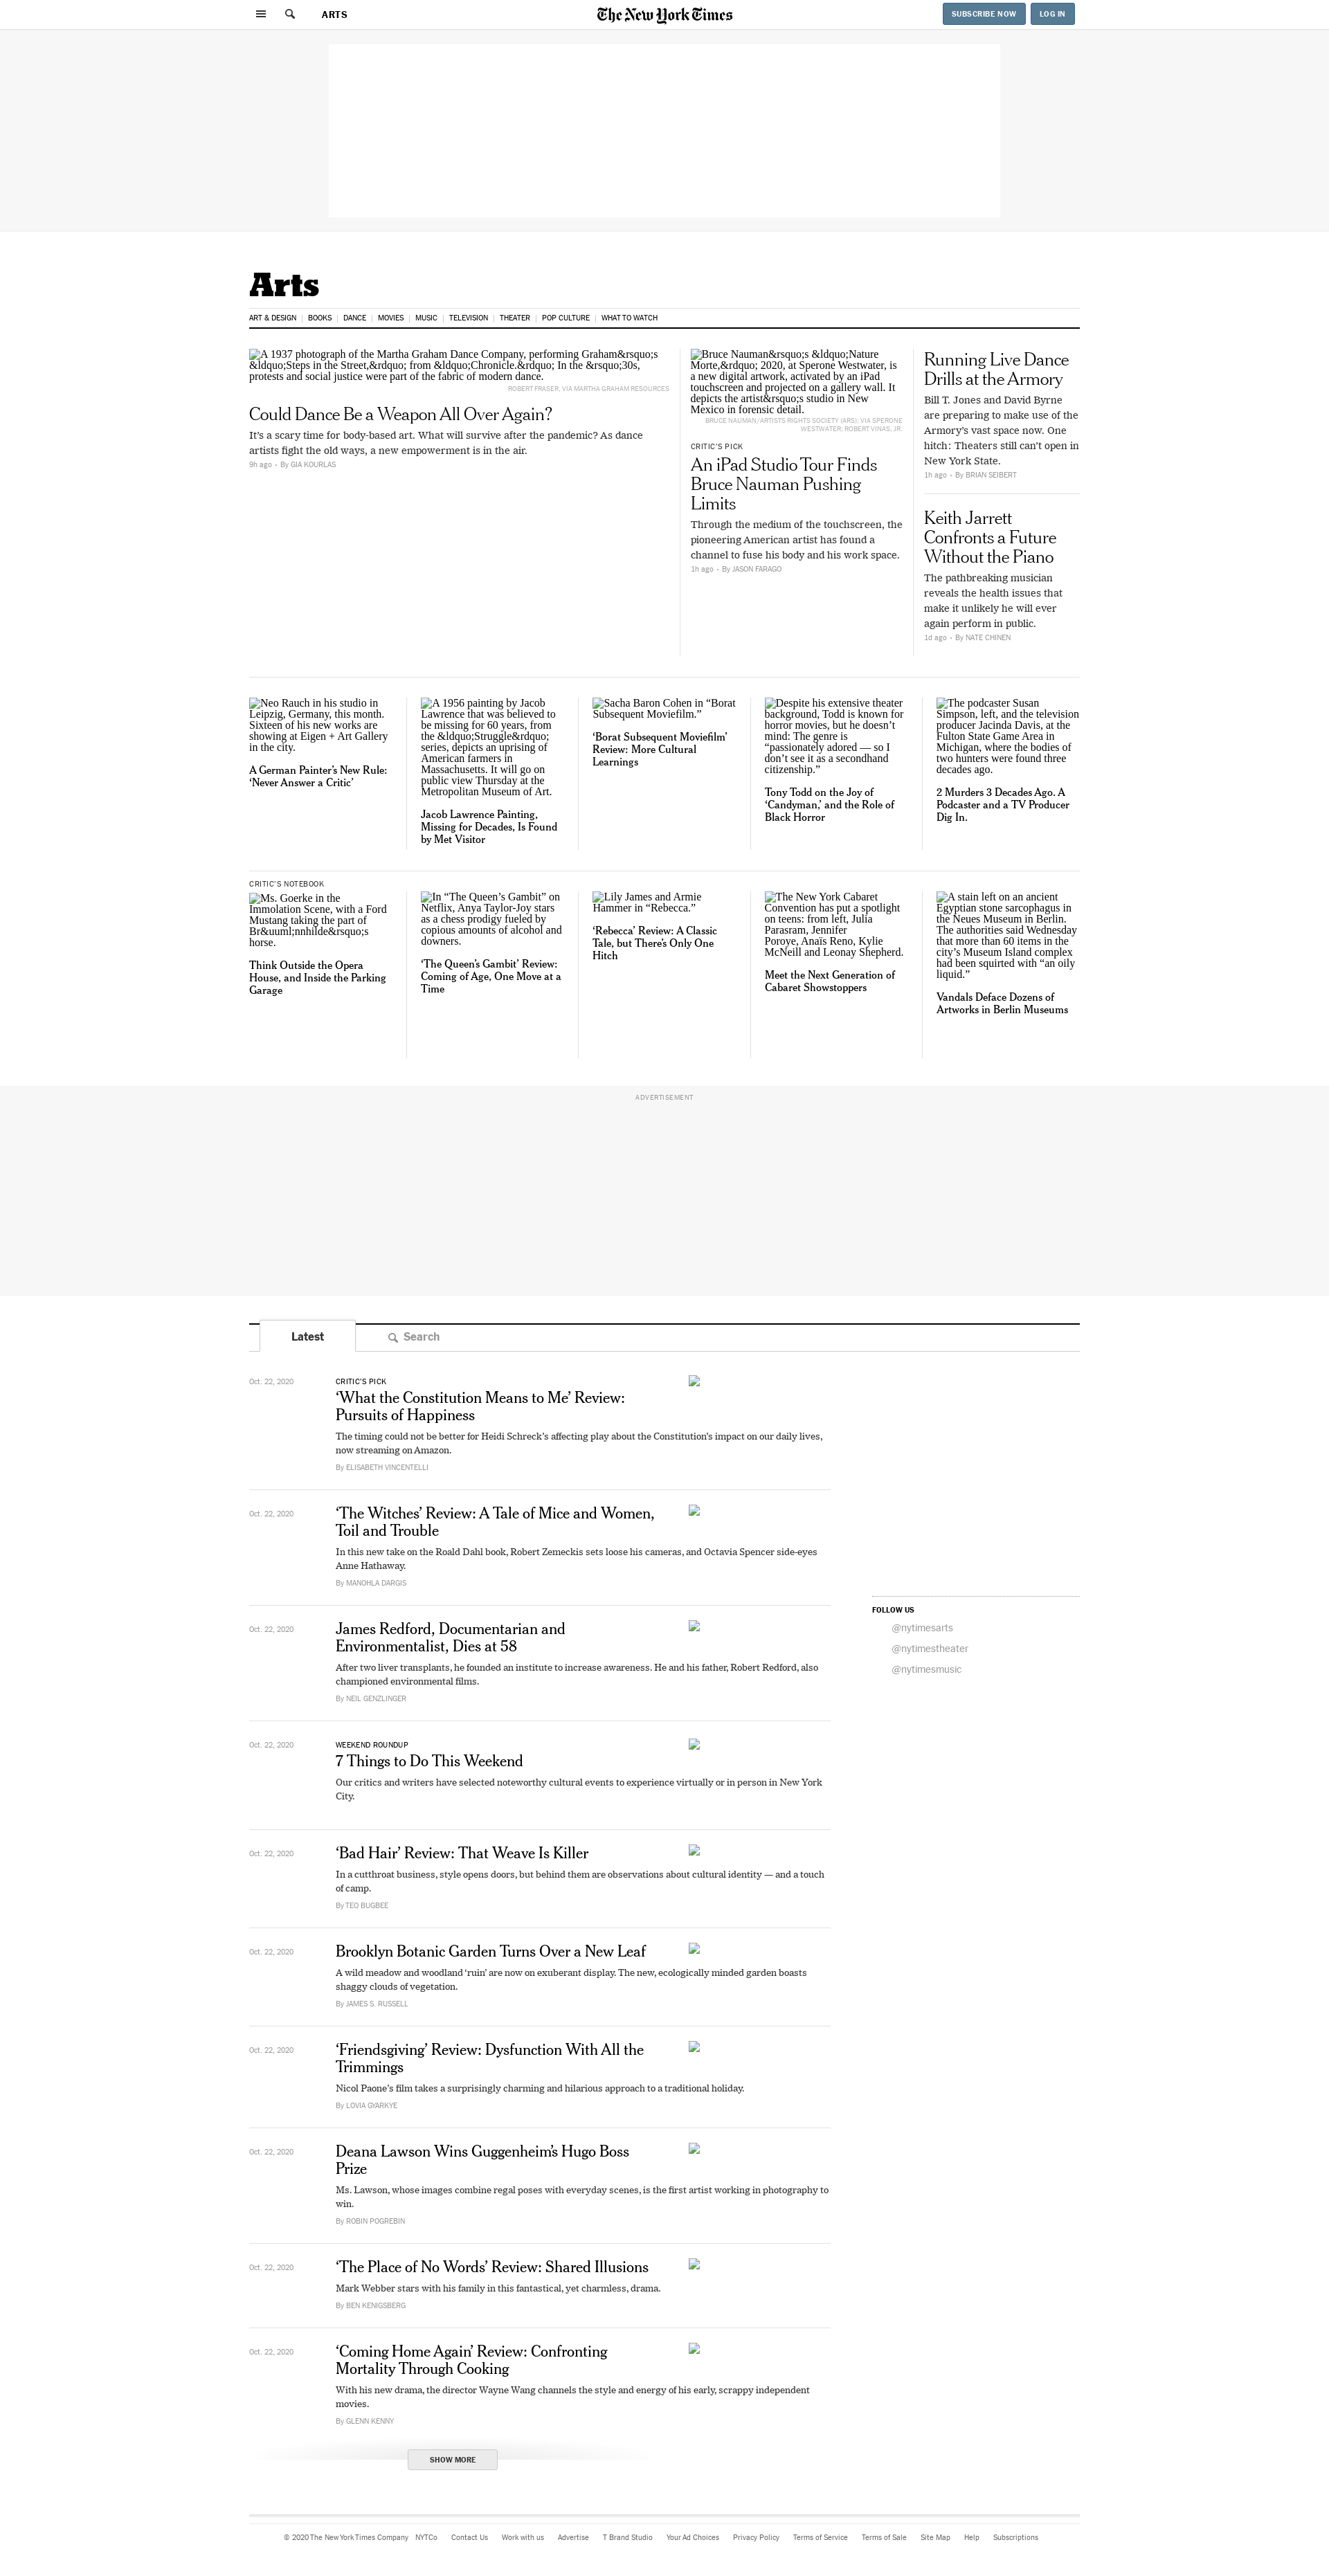 ARTS
The New York Times
SUBSCRIBE NOW
LOG IN
Arts
ART & DESIGN
BOOKS
DANCE
MOVIES
MUSIC
TELEVISION
THEATER
POP CULTURE
WHAT TO WATCH
A 1937 photograph of the Martha Graham Dance Company, performing Graham&rsquo;s
&ldquo;Steps in the Street,&rdquo; from &ldquo;Chronicle.&rdquo; In the &rsquo;30s,
protests and social justice were part of the fabric of modern dance.
ROBERT FRASER, VIA MARTHA GRAHAM RESOURCES
Could Dance Be a Weapon All Over Again?
It’s a scary time for body-based art. What will survive after the pandemic? As dance
artists fight the old ways, a new empowerment is in the air.
9h ago • By GIA KOURLAS
Bruce Nauman&rsquo;s &ldquo;Nature
Morte,&rdquo; 2020, at Sperone Westwater, is
a new digital artwork, activated by an iPad
touchscreen and projected on a gallery wall. It
depicts the artist&rsquo;s studio in New
Mexico in forensic detail.
BRUCE NAUMAN/ARTISTS RIGHTS SOCIETY (ARS); VIA SPERONE
WESTWATER; ROBERT VINAS, JR.
CRITIC’S PICK
An iPad Studio Tour Finds
Bruce Nauman Pushing
Limits
Through the medium of the touchscreen, the
pioneering American artist has found a
channel to fuse his body and his work space.
1h ago • By JASON FARAGO
Running Live Dance
Drills at the Armory
Bill T. Jones and David Byrne
are preparing to make use of the
Armory’s vast space now. One
hitch: Theaters still can’t open in
New York State.
1h ago • By BRIAN SEIBERT
Keith Jarrett
Confronts a Future
Without the Piano
The pathbreaking musician
reveals the health issues that
make it unlikely he will ever
again perform in public.
1d ago • By NATE CHINEN
Neo Rauch in his studio in
Leipzig, Germany, this month.
Sixteen of his new works are
showing at Eigen + Art Gallery
in the city.
A German Painter’s New Rule:
‘Never Answer a Critic’
A 1956 painting by Jacob
Lawrence that was believed to
be missing for 60 years, from
the &ldquo;Struggle&rdquo;
series, depicts an uprising of
American farmers in
Massachusetts. It will go on
public view Thursday at the
Metropolitan Museum of Art.
Jacob Lawrence Painting,
Missing for Decades, Is Found
by Met Visitor
Sacha Baron Cohen in “Borat
Subsequent Moviefilm.”
‘Borat Subsequent Moviefilm’
Review: More Cultural
Learnings
Despite his extensive theater
background, Todd is known for
horror movies, but he doesn’t
mind: The genre is
“passionately adored — so I
don’t see it as a secondhand
citizenship.”
Tony Todd on the Joy of
‘Candyman,’ and the Role of
Black Horror
The podcaster Susan
Simpson, left, and the television
producer Jacinda Davis, at the
Fulton State Game Area in
Michigan, where the bodies of
two hunters were found three
decades ago.
2 Murders 3 Decades Ago. A
Podcaster and a TV Producer
Dig In.
CRITIC’S NOTEBOOK
Ms. Goerke in the
Immolation Scene, with a Ford
Mustang taking the part of
Br&uuml;nnhilde&rsquo;s
horse.
Think Outside the Opera
House, and Inside the Parking
Garage
In “The Queen’s Gambit” on
Netflix, Anya Taylor-Joy stars
as a chess prodigy fueled by
copious amounts of alcohol and
downers.
‘The Queen’s Gambit’ Review:
Coming of Age, One Move at a
Time
Lily James and Armie
Hammer in “Rebecca.”
‘Rebecca’ Review: A Classic
Tale, but There’s Only One
Hitch
The New York Cabaret
Convention has put a spotlight
on teens: from left, Julia
Parasram, Jennifer
Poroye, Anaïs Reno, Kylie
McNeill and Leonay Shepherd.
Meet the Next Generation of
Cabaret Showstoppers
A stain left on an ancient
Egyptian stone sarcophagus in
the Neues Museum in Berlin.
The authorities said Wednesday
that more than 60 items in the
city’s Museum Island complex
had been squirted with “an oily
liquid.”
Vandals Deface Dozens of
Artworks in Berlin Museums
ADVERTISEMENT
Latest
Search
Oct. 22, 2020
CRITIC’S PICK
‘What the Constitution Means to Me’ Review:
Pursuits of Happiness
The timing could not be better for Heidi Schreck’s affecting play about the Constitution’s impact on our daily lives,
now streaming on Amazon.
By ELISABETH VINCENTELLI
Oct. 22, 2020
‘The Witches’ Review: A Tale of Mice and Women,
Toil and Trouble
In this new take on the Roald Dahl book, Robert Zemeckis sets loose his cameras, and Octavia Spencer side-eyes
Anne Hathaway.
By MANOHLA DARGIS
Oct. 22, 2020
James Redford, Documentarian and
Environmentalist, Dies at 58
After two liver transplants, he founded an institute to increase awareness. He and his father, Robert Redford, also
championed environmental films.
By NEIL GENZLINGER
Oct. 22, 2020
WEEKEND ROUNDUP
7 Things to Do This Weekend
Our critics and writers have selected noteworthy cultural events to experience virtually or in person in New York
City.
Oct. 22, 2020
‘Bad Hair’ Review: That Weave Is Killer
In a cutthroat business, style opens doors, but behind them are observations about cultural identity — and a touch
of camp.
By TEO BUGBEE
Oct. 22, 2020
Brooklyn Botanic Garden Turns Over a New Leaf
A wild meadow and woodland ‘ruin’ are now on exuberant display. The new, ecologically minded garden boasts
shaggy clouds of vegetation.
By JAMES S. RUSSELL
Oct. 22, 2020
‘Friendsgiving’ Review: Dysfunction With All the
Trimmings
Nicol Paone’s film takes a surprisingly charming and hilarious approach to a traditional holiday.
By LOVIA GYARKYE
Oct. 22, 2020
Deana Lawson Wins Guggenheim’s Hugo Boss
Prize
Ms. Lawson, whose images combine regal poses with everyday scenes, is the first artist working in photography to
win.
By ROBIN POGREBIN
Oct. 22, 2020
‘The Place of No Words’ Review: Shared Illusions
Mark Webber stars with his family in this fantastical, yet charmless, drama.
By BEN KENIGSBERG
Oct. 22, 2020
‘Coming Home Again’ Review: Confronting
Mortality Through Cooking
With his new drama, the director Wayne Wang channels the style and energy of his early, scrappy independent
movies.
By GLENN KENNY
SHOW MORE
FOLLOW US
@nytimesarts
@nytimestheater
@nytimesmusic
© 2020 The New York Times Company
NYTCo
Contact Us
Work with us
Advertise
T Brand Studio
Your Ad Choices
Privacy Policy
Terms of Service
Terms of Sale
Site Map
Help
Subscriptions